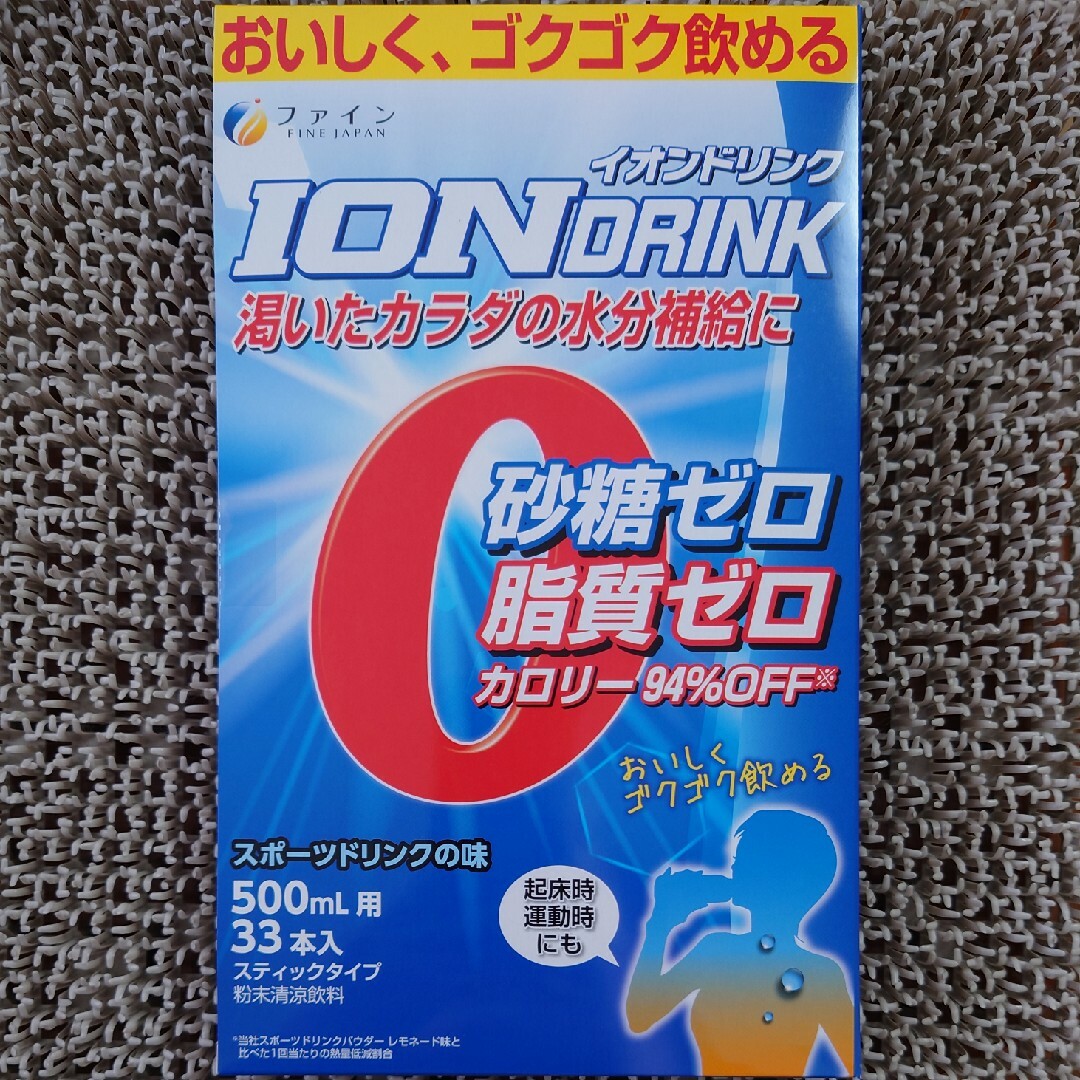 おいしく、ゴクゴク飲める
ファイン
FINE JAPAN
イオンドリンク
ION DRINK
渇いたカラダの水分補給に
0
砂糖ゼロ
脂質ゼロ
カロリー94%OFF※
おいしく
ゴクゴク飲める
スポーツドリンクの味
500mL用
33本入
スティックタイプ
粉末清涼飲料
起床時
運動時
にも
※当社スポーツドリンクパウダー レモネード味と
比べた1回当たりの熱量低減割合